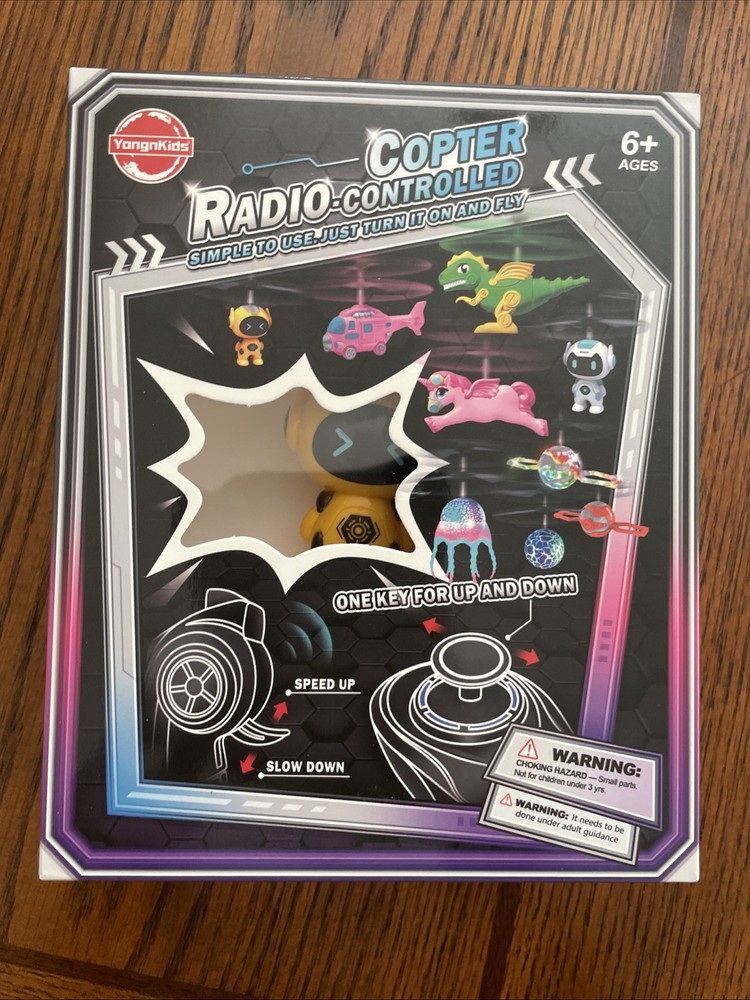 YongnKids
COPTER
RADIO-CONTROLLED
SIMPLE TO USE.JUST TURN IT ON AND FLY
6+
AGES
ONE KEY FOR UP AND DOWN
SPEED UP
SLOW DOWN
WARNING:
CHOKING HAZARD — Small parts.
Not for children under 3 yrs.
WARNING: It needs to be
done under adult guidance